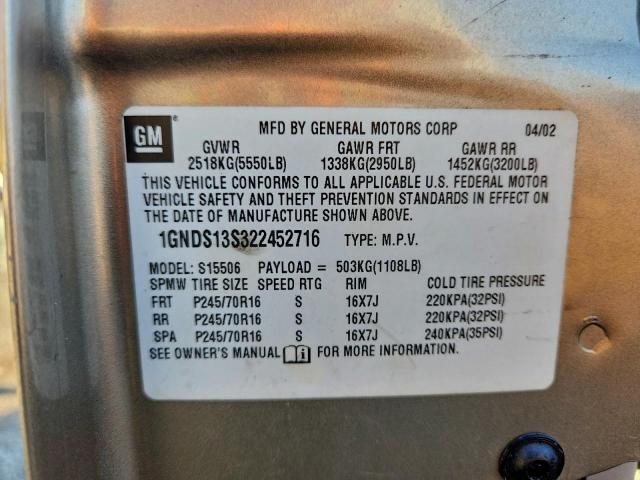 GM ® MFD BY GENERAL MOTORS CORP 04/02
GVWR GAWR FRT GAWR RR
2518KG(5550LB) 1338KG(2950LB) 1452KG(3200LB)
THIS VEHICLE CONFORMS TO ALL APPLICABLE U.S. FEDERAL MOTOR
VEHICLE SAFETY AND THEFT PREVENTION STANDARDS IN EFFECT ON
THE DATE OF MANUFACTURE SHOWN ABOVE.
1GNDS13S322452716 TYPE: M.P.V.
MODEL: S15506 PAYLOAD = 503KG(1108LB)
SPMW TIRE SIZE SPEED RTG RIM COLD TIRE PRESSURE
FRT P245/70R16 S 16X7J 220KPA(32PSI)
RR P245/70R16 S 16X7J 220KPA(32PSI)
SPA P245/70R16 S 16X7J 240KPA(35PSI)
SEE OWNER'S MANUAL FOR MORE INFORMATION.